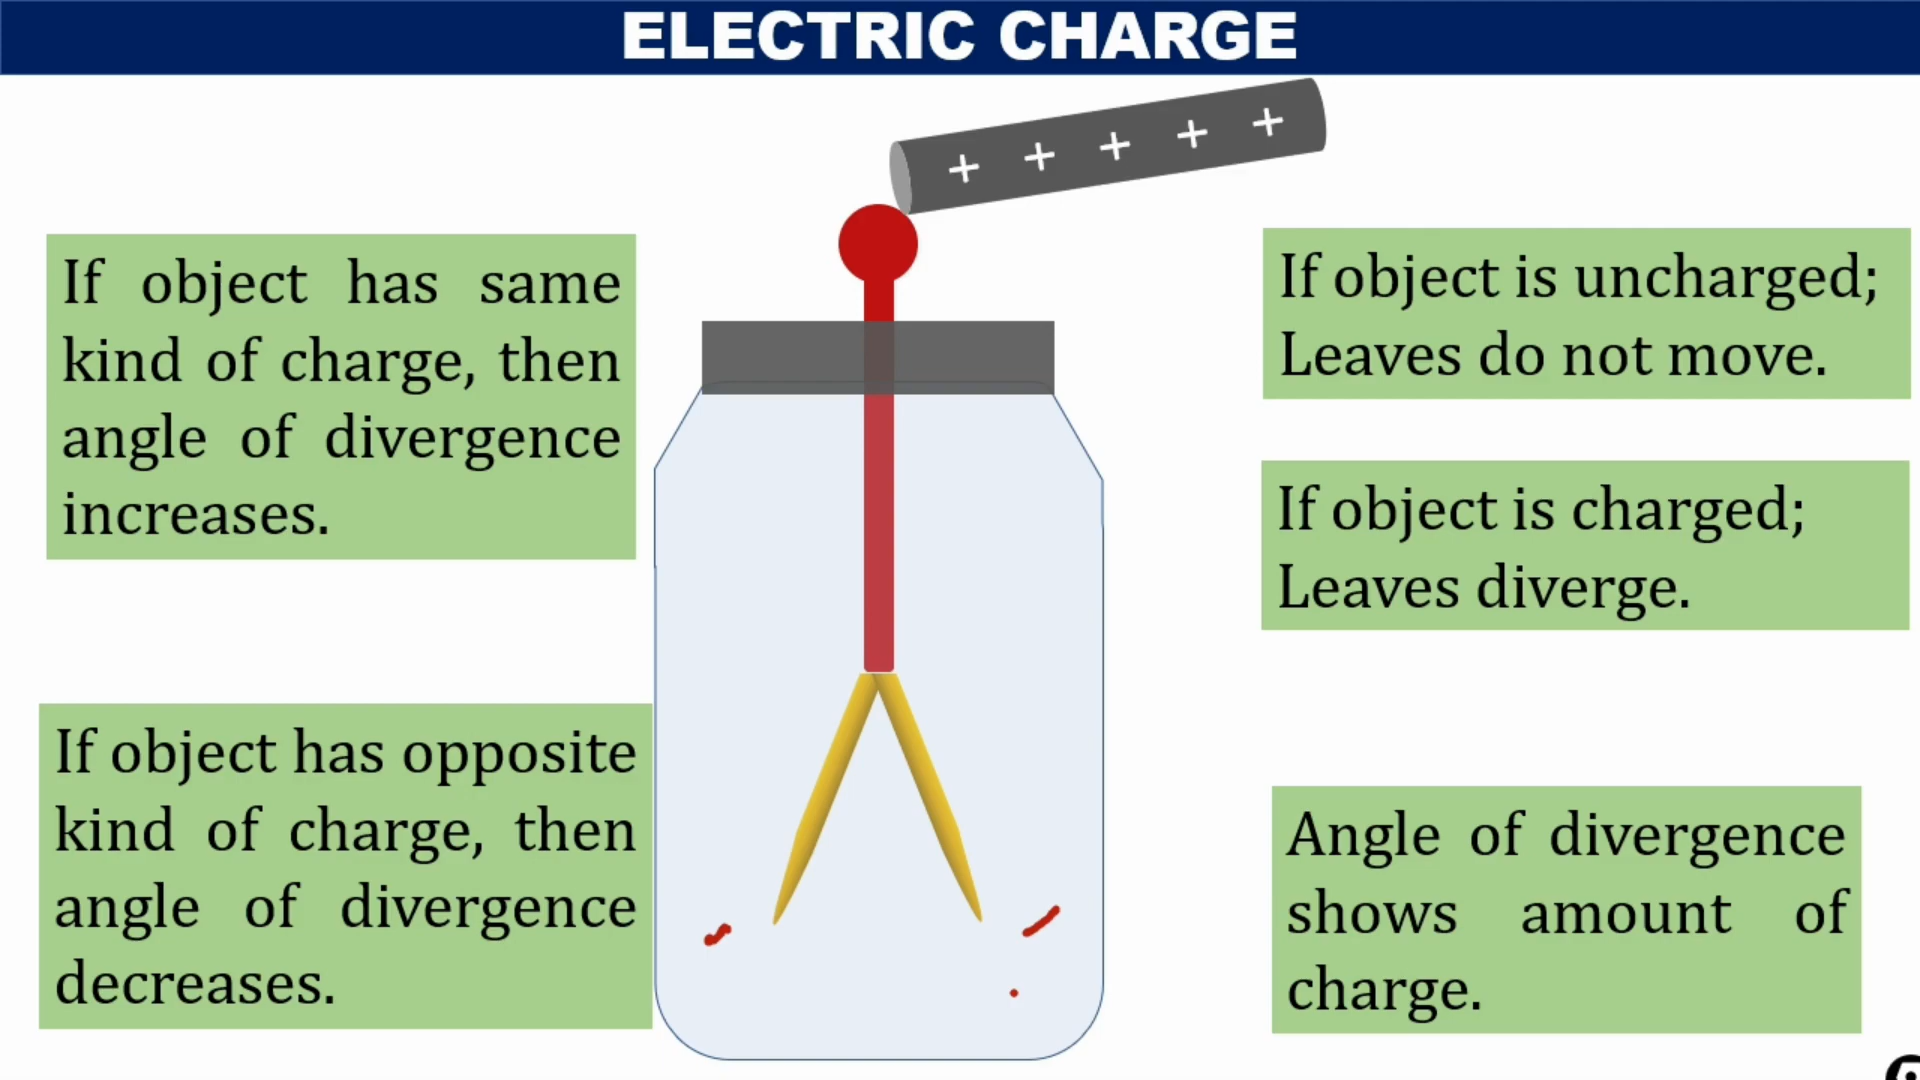 ELECTRIC CHARGE
+ + + + +
If object has same
kind of charge, then
angle of divergence
increases.
If object has opposite
kind of charge, then
angle of divergence
decreases.
If object is uncharged;
Leaves do not move.
If object is charged;
Leaves diverge.
Angle of divergence
shows amount of
charge.